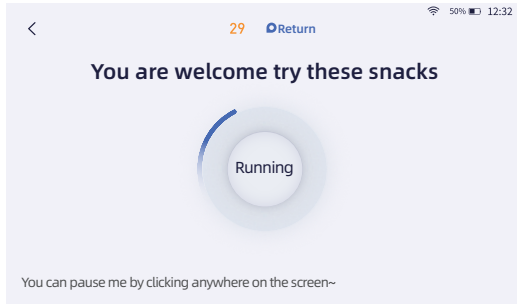 50% 12:32
29 Return
You are welcome try these snacks
Running
You can pause me by clicking anywhere on the screen~